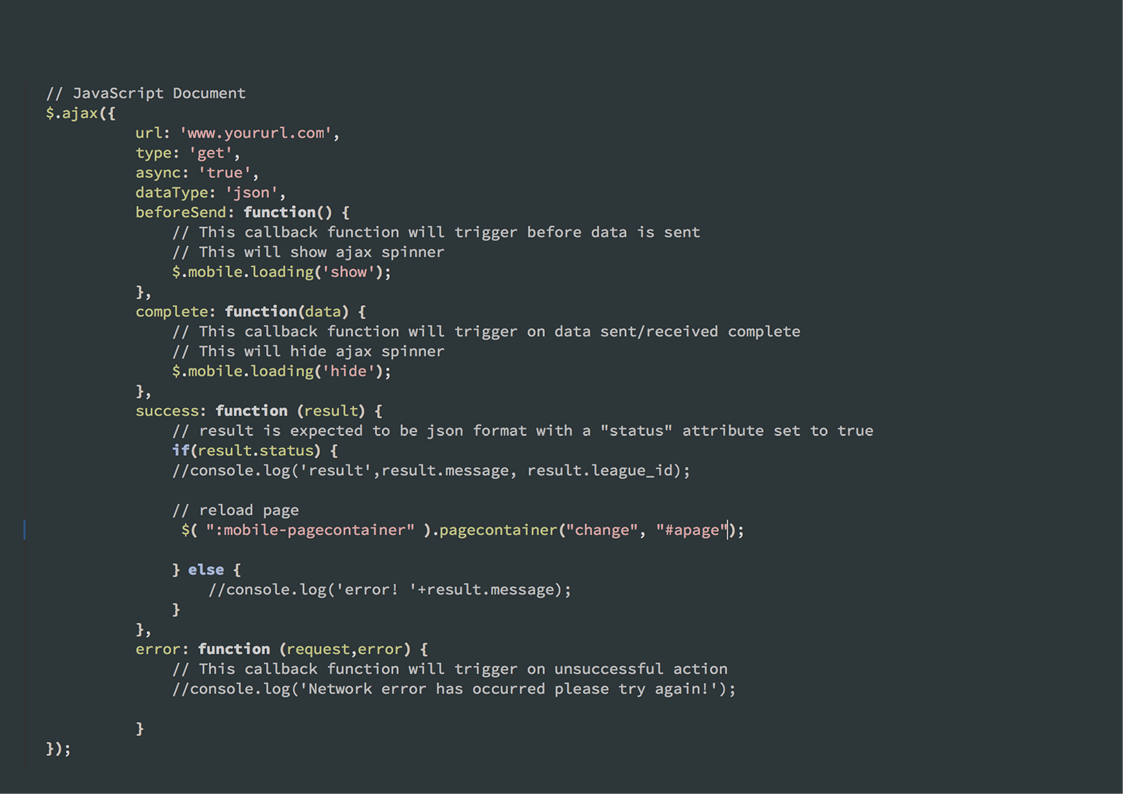 // JavaScript Document
$.ajax({
url: 'www.yoururl.com',
type: 'get',
async: 'true',
dataType: 'json',
beforeSend: function() {
// This callback function will trigger before data is sent
// This will show ajax spinner
$.mobile.loading('show');
},
complete: function(data) {
// This callback function will trigger on data sent/received complete
// This will hide ajax spinner
$.mobile.loading('hide');
},
success: function (result) {
// result is expected to be json format with a "status" attribute set to true
if(result.status) {
//console.log('result',result.message, result.league_id);
// reload page
$( ":mobile-pagecontainer" ).pagecontainer("change", "#apage");
} else {
//console.log('error! '+result.message);
}
},
error: function (request,error) {
// This callback function will trigger on unsuccessful action
//console.log('Network error has occurred please try again!');
}
});